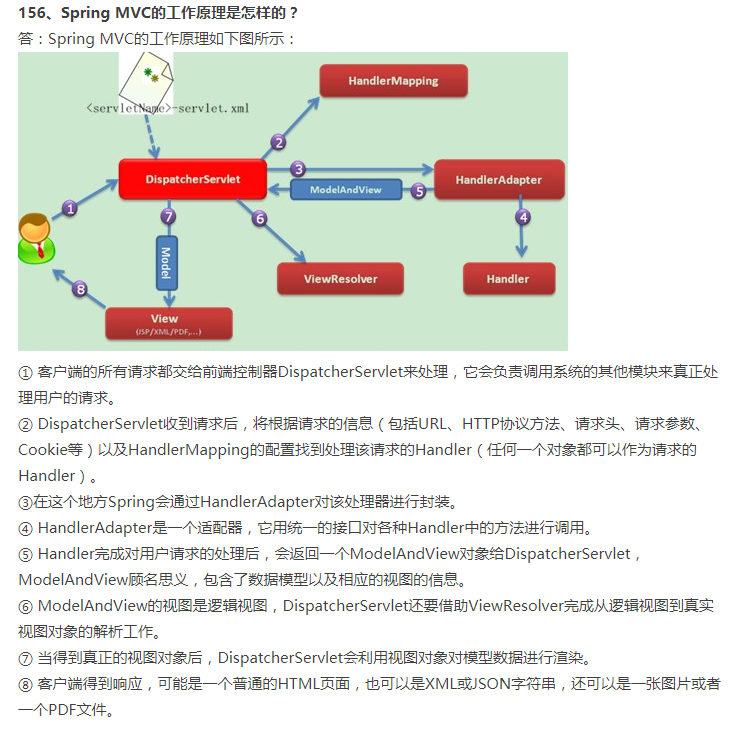 156、Spring MVC的工作原理是怎样的？
答：Spring MVC的工作原理如下图所示：
<servletName>-servlet.xml
HandlerMapping
2
DispatcherServlet
3
ModelAndView
5
HandlerAdapter
1
7
6
4
Model
ViewResolver
Handler
8
View
(JSP/XML/PDF,...)
① 客户端的所有请求都交给前端控制器DispatcherServlet来处理，它会负责调用系统的其他模块来真正处
理用户的请求。
② DispatcherServlet收到请求后，将根据请求的信息（包括URL、HTTP协议方法、请求头、请求参数、
Cookie等）以及HandlerMapping的配置找到处理该请求的Handler（任何一个对象都可以作为请求的
Handler）。
③在这个地方Spring会通过HandlerAdapter对该处理器进行封装。
④ HandlerAdapter是一个适配器，它用统一的接口对各种Handler中的方法进行调用。
⑤ Handler完成对用户请求的处理后，会返回一个ModelAndView对象给DispatcherServlet，
ModelAndView顾名思义，包含了数据模型以及相应的视图的信息。
⑥ ModelAndView的视图是逻辑视图，DispatcherServlet还要借助ViewResolver完成从逻辑视图到真实
视图对象的解析工作。
⑦ 当得到真正的视图对象后，DispatcherServlet会利用视图对象对模型数据进行渲染。
⑧ 客户端得到响应，可能是一个普通的HTML页面，也可以是XML或JSON字符串，还可以是一张图片或者
一个PDF文件。